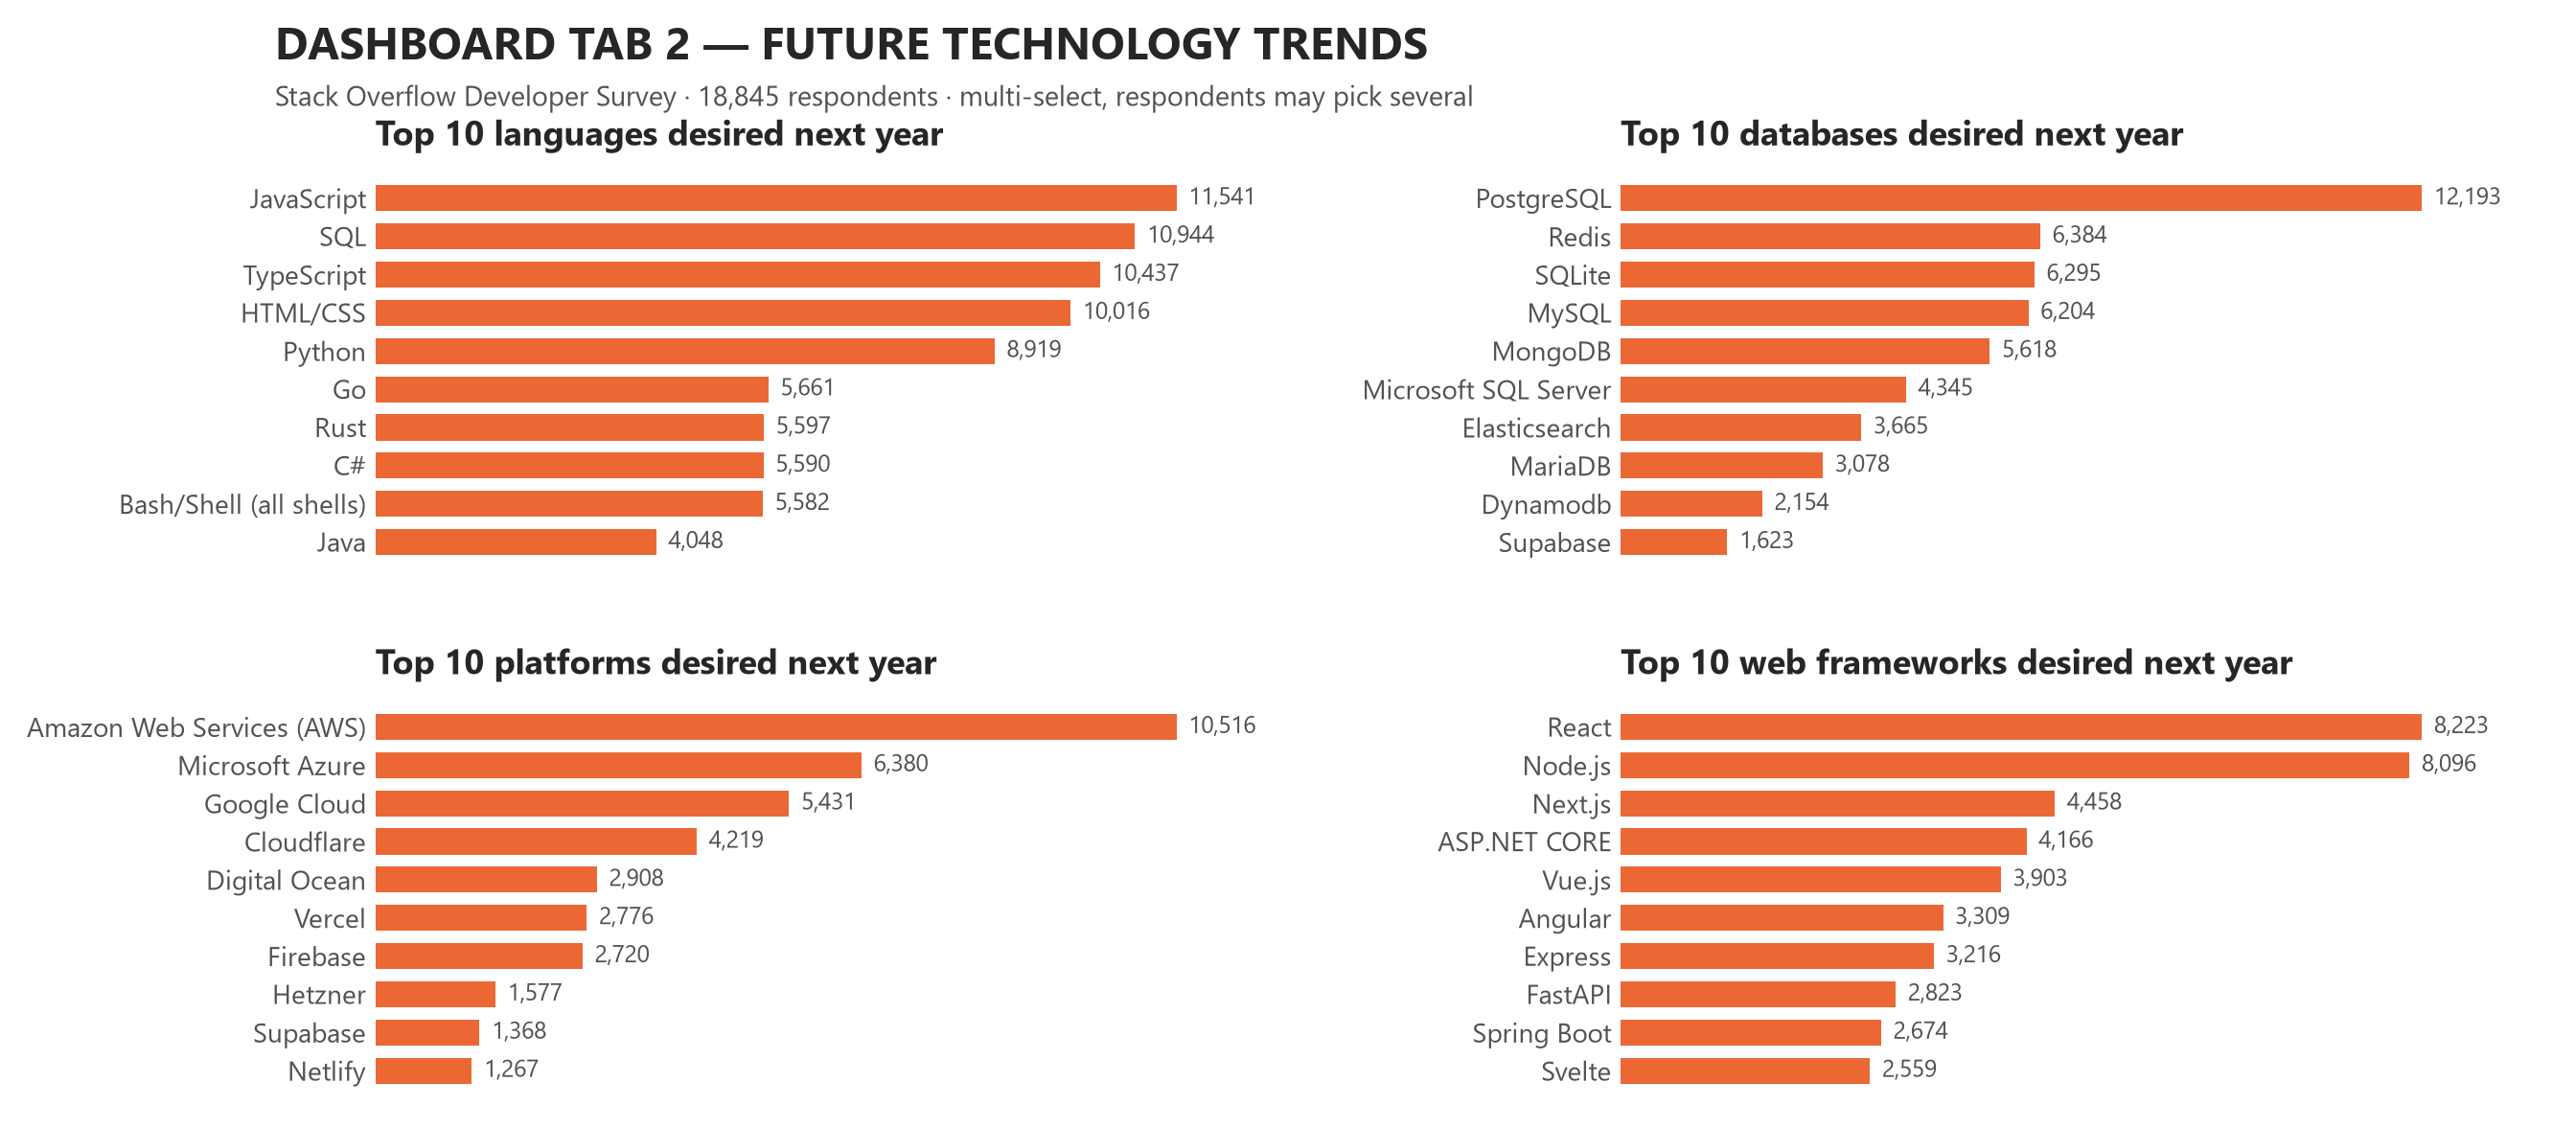 DASHBOARD TAB 2 — FUTURE TECHNOLOGY TRENDS
Stack Overflow Developer Survey · 18,845 respondents · multi-select, respondents may pick several
Top 10 languages desired next year
JavaScript 11,541
SQL 10,944
TypeScript 10,437
HTML/CSS 10,016
Python 8,919
Go 5,661
Rust 5,597
C# 5,590
Bash/Shell (all shells) 5,582
Java 4,048
Top 10 databases desired next year
PostgreSQL 12,193
Redis 6,384
SQLite 6,295
MySQL 6,204
MongoDB 5,618
Microsoft SQL Server 4,345
Elasticsearch 3,665
MariaDB 3,078
Dynamodb 2,154
Supabase 1,623
Top 10 platforms desired next year
Amazon Web Services (AWS) 10,516
Microsoft Azure 6,380
Google Cloud 5,431
Cloudflare 4,219
Digital Ocean 2,908
Vercel 2,776
Firebase 2,720
Hetzner 1,577
Supabase 1,368
Netlify 1,267
Top 10 web frameworks desired next year
React 8,223
Node.js 8,096
Next.js 4,458
ASP.NET CORE 4,166
Vue.js 3,903
Angular 3,309
Express 3,216
FastAPI 2,823
Spring Boot 2,674
Svelte 2,559